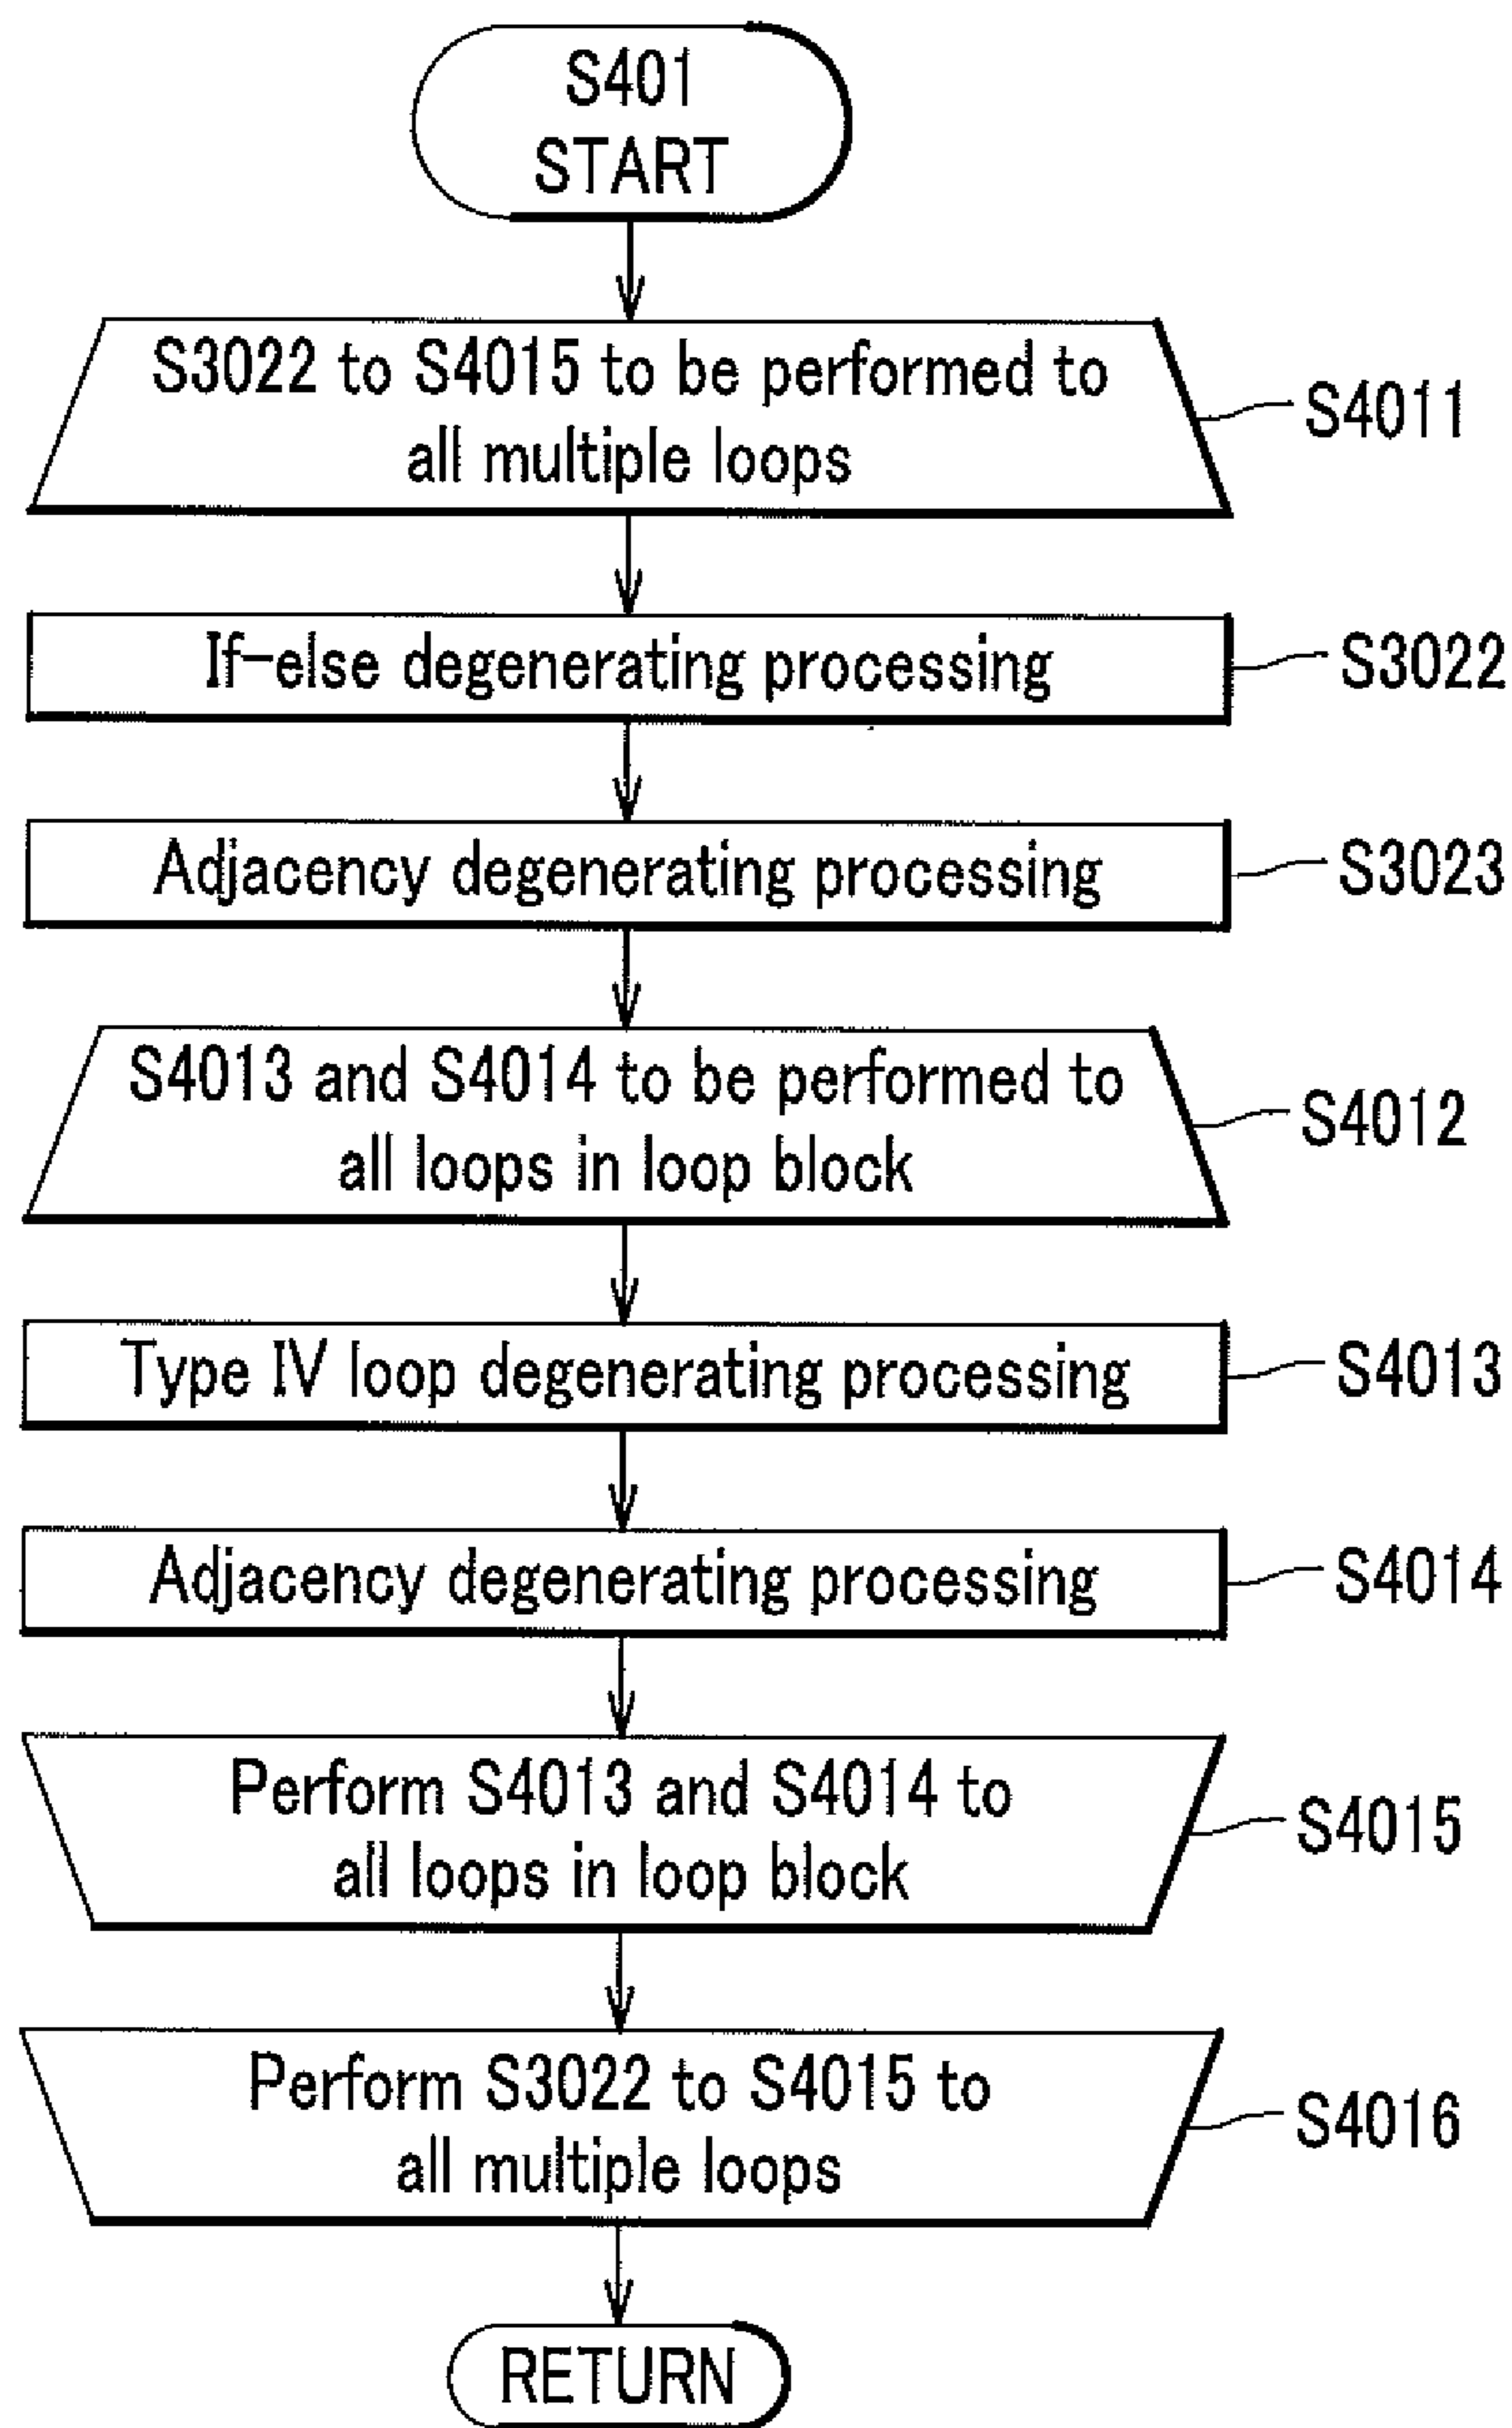 S401
START
S3022 to S4015 to be performed to
all multiple loops
S4011
If-else degenerating processing
S3022
Adjacency degenerating processing
S3023
S4013 and S4014 to be performed to
all loops in loop block
S4012
Type IV loop degenerating processing
S4013
Adjacency degenerating processing
S4014
Perform S4013 and S4014 to
all loops in loop block
S4015
Perform S3022 to S4015 to
all multiple loops
S4016
RETURN